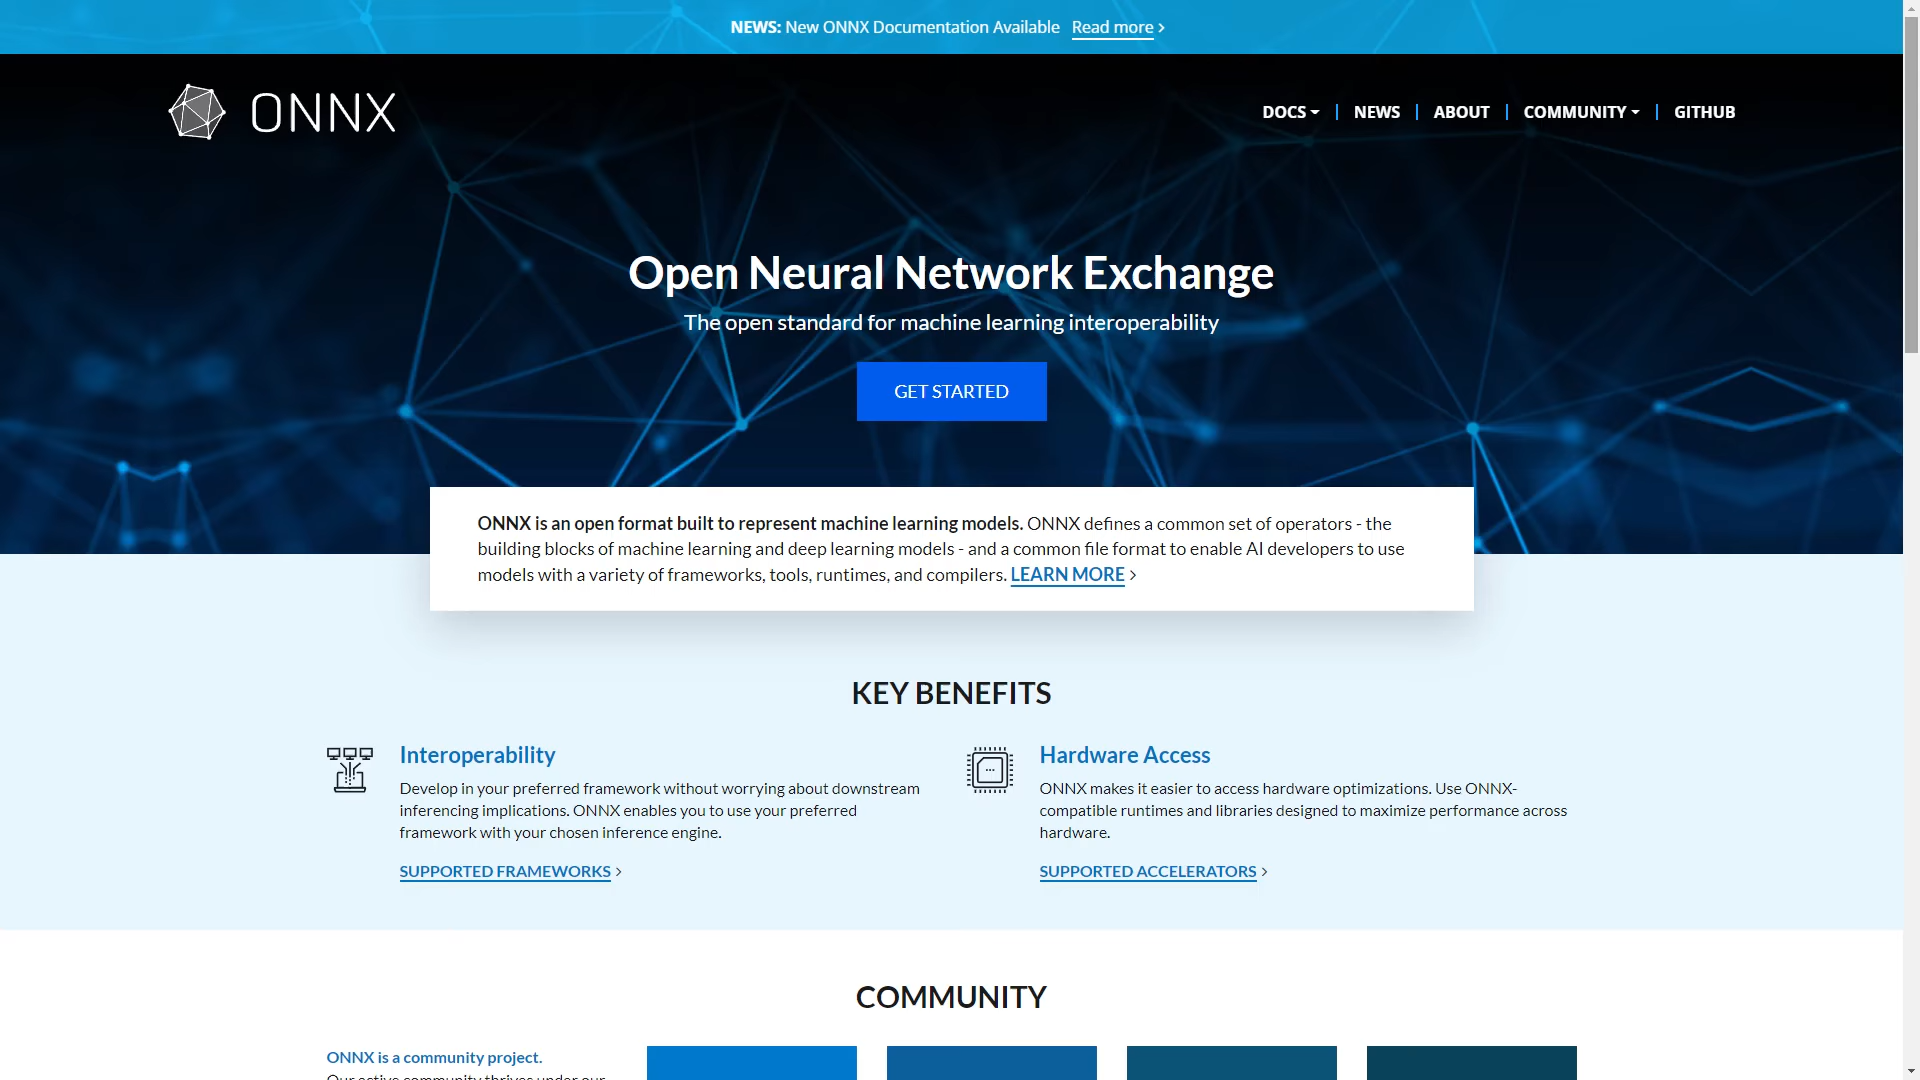 NEWS: New ONNX Documentation Available Read more
ONNX
DOCS
NEWS
ABOUT
COMMUNITY
GITHUB
Open Neural Network Exchange
The open standard for machine learning interoperability
GET STARTED
ONNX is an open format built to represent machine learning models. ONNX defines a common set of operators - the
building blocks of machine learning and deep learning models - and a common file format to enable AI developers to use
models with a variety of frameworks, tools, runtimes, and compilers. LEARN MORE
KEY BENEFITS
Interoperability
Develop in your preferred framework without worrying about downstream
inferencing implications. ONNX enables you to use your preferred
framework with your chosen inference engine.
SUPPORTED FRAMEWORKS
Hardware Access
ONNX makes it easier to access hardware optimizations. Use ONNX-
compatible runtimes and libraries designed to maximize performance across
hardware.
SUPPORTED ACCELERATORS
COMMUNITY
ONNX is a community project.
Our active community thrives under our